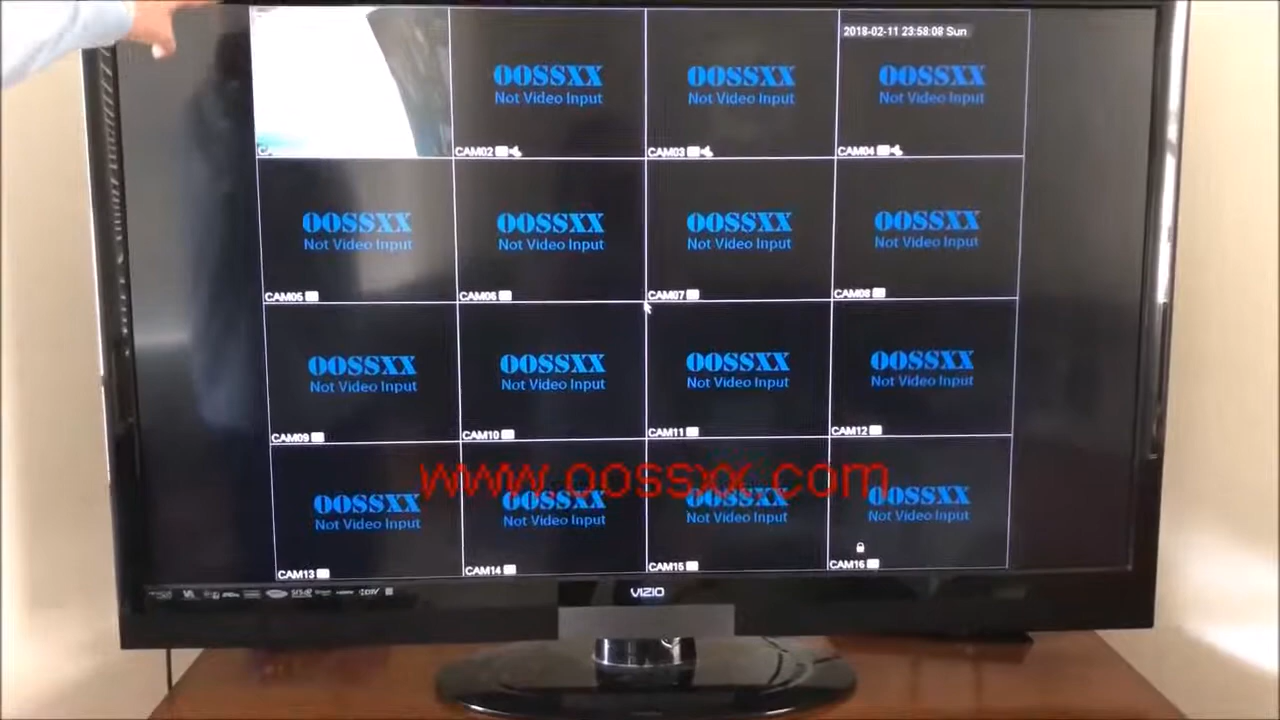 2018-02-11 23:58:08 Sun
OOSSXX
Not Video Input
OOSSXX
Not Video Input
OOSSXX
Not Video Input
CAM02
CAM03
CAM04
OOSSXX
Not Video Input
OOSSXX
Not Video Input
OOSSXX
Not Video Input
OOSSXX
Not Video Input
CAM05
CAM06
CAM07
CAM08
OOSSXX
Not Video Input
OOSSXX
Not Video Input
OOSSXX
Not Video Input
OOSSXX
Not Video Input
CAM09
CAM10
CAM11
CAM12
www.oossxx.com
OOSSXX
Not Video Input
OOSSXX
Not Video Input
OOSSXX
Not Video Input
OOSSXX
Not Video Input
CAM13
CAM14
CAM15
CAM16
VIZIO